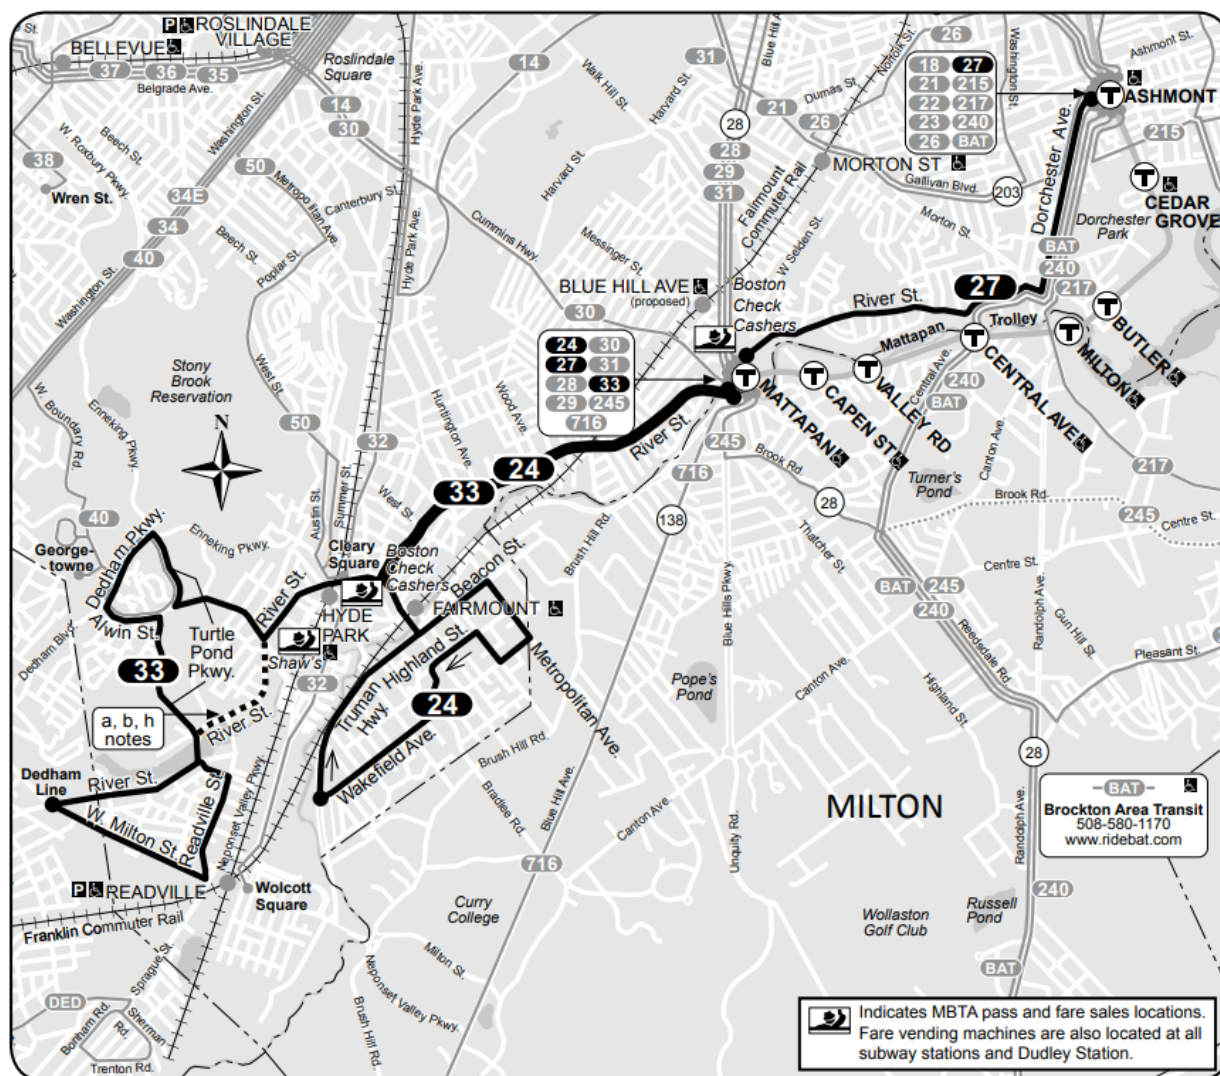 P ROSLINDALE
VILLAGE
BELLEVUE
37 36 35
Belgrade Ave.
Roslindale
Square
14
30
14
Hyde Park Ave.
Walk Hill St.
Harvard St.
31
Blue Hill Ave.
28
28
29
31
21
26
Dumas St.
Norfolk St.
26
Washington St.
18 27
21 215
22 217
23 240
26 BAT
T ASHMONT
Ashmont St.
215
MORTON ST
Gallivan Blvd.
203
Morton St.
Dorchester Ave.
Dorchester
Park
T CEDAR
GROVE
38
W. Roxbury Pkwy.
Beech St.
Washington St.
Wren St.
34E
34
40
50
Metropolitan Ave.
Canterbury St.
Beech St.
Poplar St.
Washington St.
Hyde Park Ave.
Harvard St.
Cummins Hwy.
Messinger St.
Fairmount
Commuter Rail
W Selden St.
BLUE HILL AVE
(proposed)
Boston
Check
Cashers
30
24 30
27 31
28 33
29 245
716
River St.
27
BAT
240
217
Mattapan
Trolley
T BUTLER
T MILTON
T CENTRAL AVE
T VALLEY RD
T CAPEN ST
T MATTAPAN
Central Ave.
240
BAT
Stony
Brook
Reservation
West St.
W. Boundary Rd.
Enneking Pkwy.
N
50
32
Huntington Ave.
Wood Ave.
River St.
24
33
245
716
Brook Rd.
28
138
Turner's
Pond
Canton Ave.
217
Brook Rd.
245
Centre St.
40
Dedham Pkwy.
Enneking Pkwy.
George-
towne
Austin St.
Summer St.
West St.
Cleary
Square
Boston
Check
Cashers
River St.
Beacon St.
Brush Hill Rd.
Thatcher St.
Blue Hills Pkwy.
BAT 245
240
Centre St.
Randolph Ave.
Gun Hill St.
Pleasant St.
Reedsdale Rd.
Alwin St.
Dedham Blvd.
33
Turtle
Pond
Pkwy.
HYDE
PARK
Shaw's
FAIRMOUNT
32
Truman
Hwy.
Highland St.
24
Metropolitan Ave.
Wakefield Ave.
Pope's
Pond
Canton Ave.
Highland St.
a, b, h
notes
River St.
Dedham
Line
River St.
W. Milton St.
Readville St.
Neponset Valley Pkwy.
Brush Hill Rd.
Bradlee Rd.
Blue Hill Ave.
Canton Ave.
Unquity Rd.
28
MILTON
Randolph Ave.
BAT
Brockton Area Transit
508-580-1170
www.ridebat.com
P READVILLE
Wolcott
Square
Franklin Commuter Rail
716
Curry
College
Wollaston
Golf Club
Russell
Pond
240
Sprague St.
Milton St.
Neponset Valley Pkwy.
Brush Hill Rd.
BAT
DED
Bonham Rd.
Sherman
Rd.
Trenton Rd.
Indicates MBTA pass and fare sales locations.
Fare vending machines are also located at all
subway stations and Dudley Station.